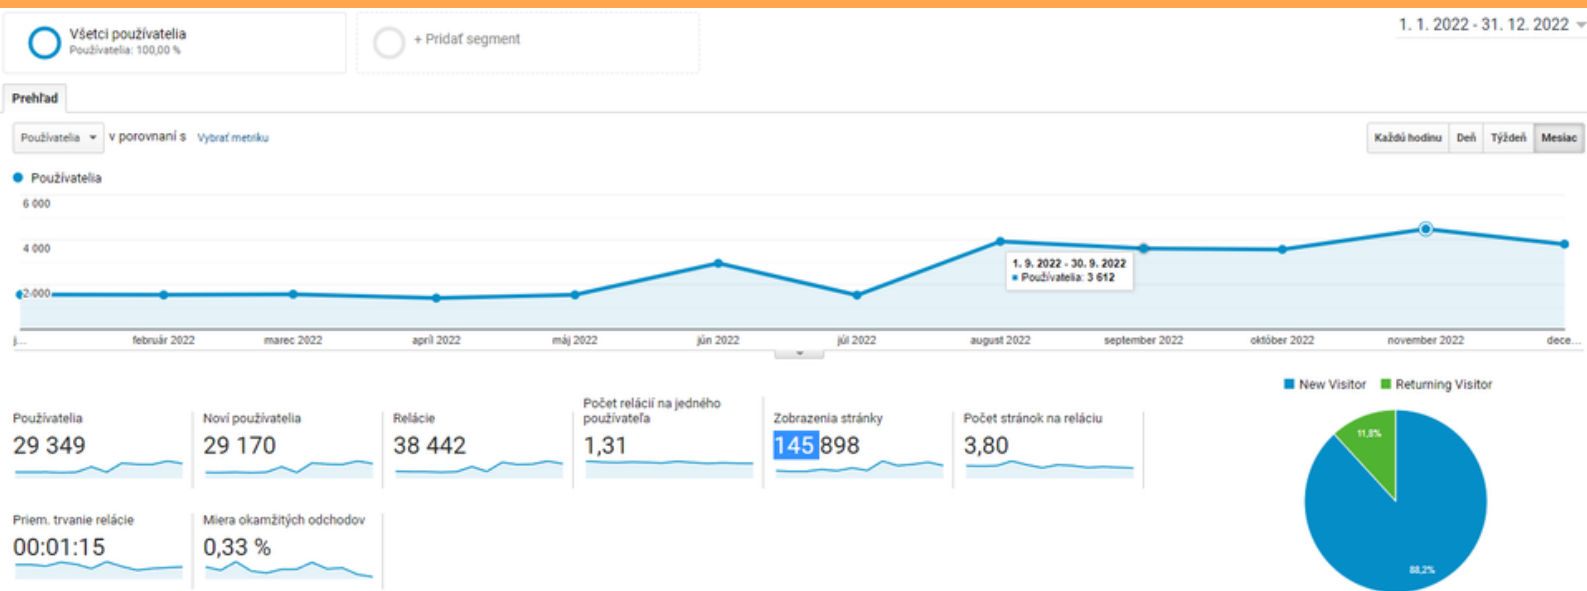 Všetci používatelia
Používatelia: 100,00 %
+ Pridať segment
1. 1. 2022 - 31. 12. 2022
Prehľad
Používatelia v porovnaní s Vybrať metriku
Každú hodinu Deň Týždeň Mesiac
Používatelia
6 000
4 000
2 000
1. 9. 2022 - 30. 9. 2022
Používatelia: 3 612
j... február 2022 marec 2022 apríl 2022 máj 2022 jún 2022 júl 2022 august 2022 september 2022 október 2022 november 2022 dece...
New Visitor Returning Visitor
Používatelia
29 349
Noví používatelia
29 170
Relácie
38 442
Počet relácií na jedného
používateľa
1,31
Zobrazenia stránky
145 898
Počet stránok na reláciu
3,80
Priem. trvanie relácie
00:01:15
Miera okamžitých odchodov
0,33 %
11,8%
88,2%